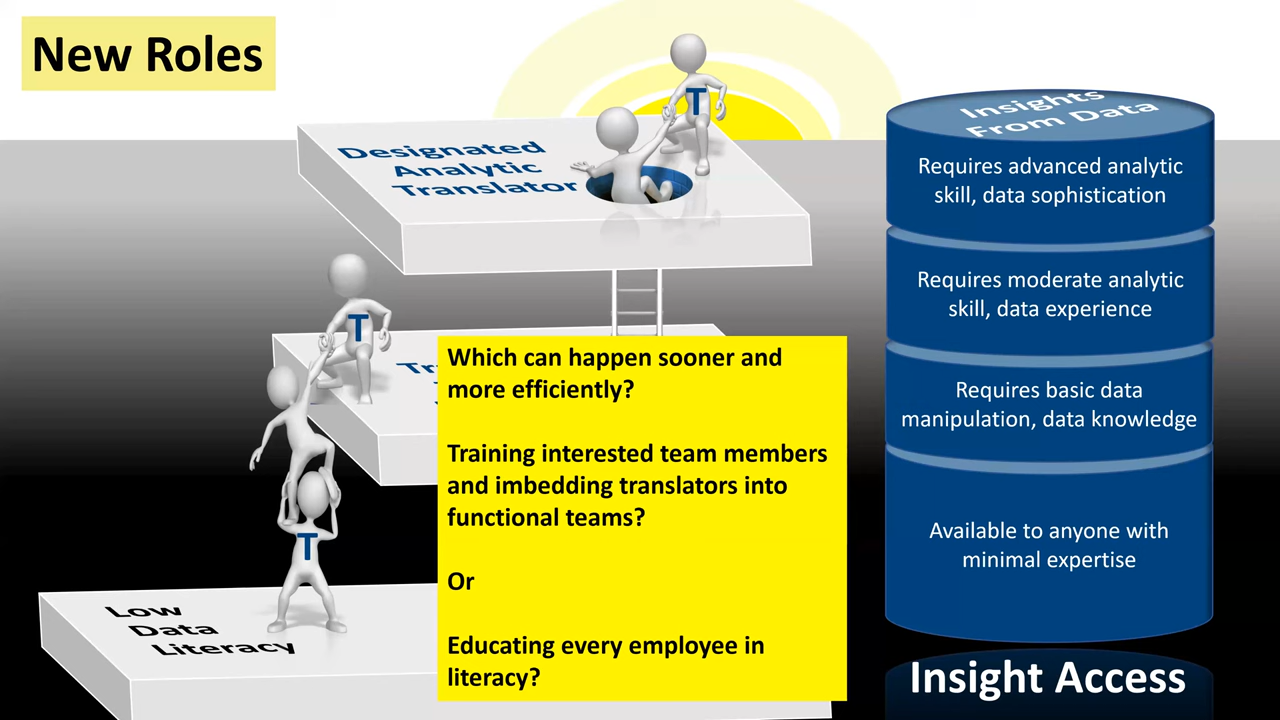 New Roles
T
Designated
Analytic
Translator
T
T
Low
Data
Literacy
Which can happen sooner and
more efficiently?
Training interested team members
and imbedding translators into
functional teams?
Or
Educating every employee in
literacy?
Insights
From Data
Requires advanced analytic
skill, data sophistication
Requires moderate analytic
skill, data experience
Requires basic data
manipulation, data knowledge
Available to anyone with
minimal expertise
Insight Access